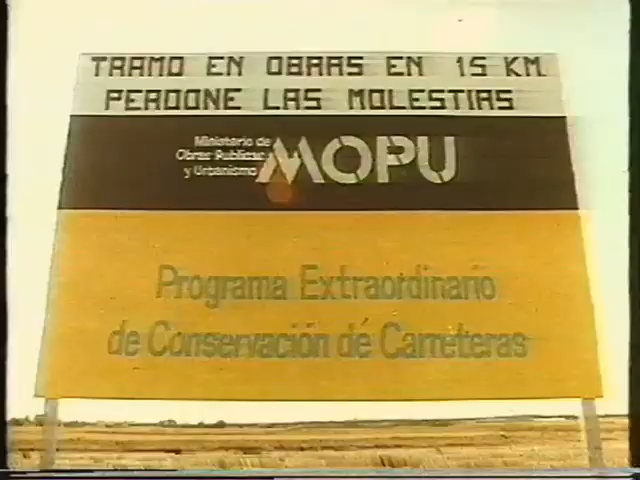 TRAMO EN OBRAS EN 15 KM.
PERDONE LAS MOLESTIAS
Ministerio de
Obras Publicas
y Urbanismo
MOPU
Programa Extraordinario
de Conservación de Carreteras